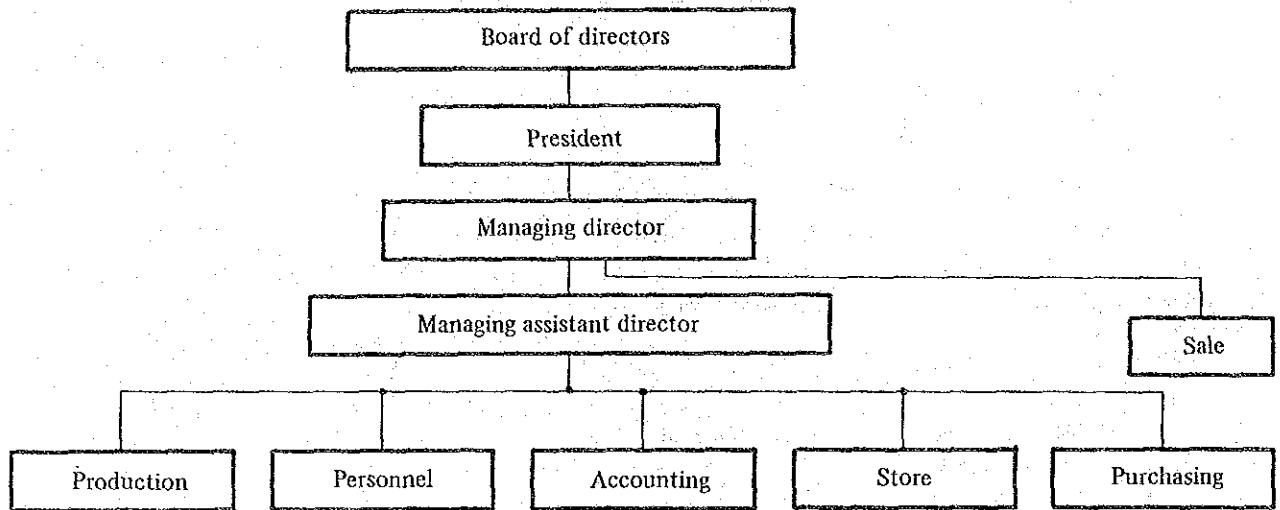 Board of directors
President
Managing director
Managing assistant director
Sale
Production
Personnel
Accounting
Store
Purchasing